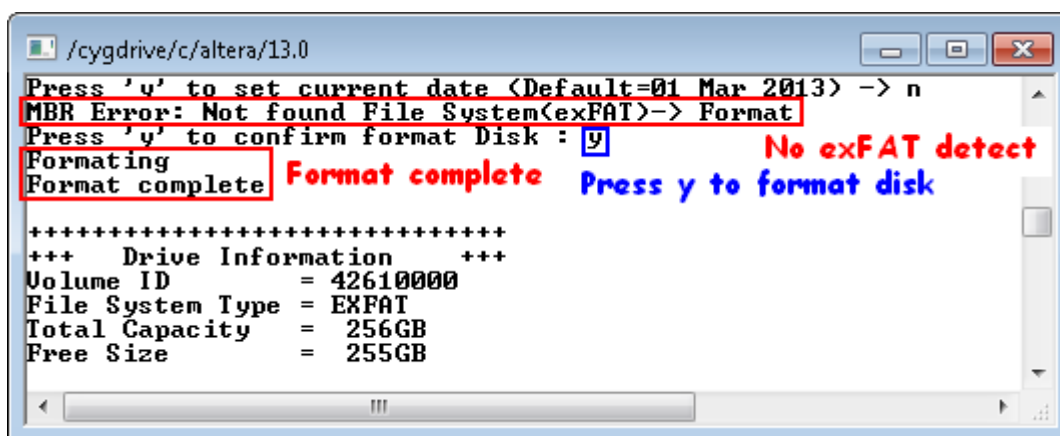 /cygdrive/c/altera/13.0
Press 'y' to set current date (Default=01 Mar 2013) -> n
MBR Error: Not found File System(exFAT)-> Format
Press 'y' to confirm format Disk : y
No exFAT detect
Formating
Format complete
Format complete
Press y to format disk
++++++++++++++++++++++++++++++
+++ Drive Information +++
Volume ID = 42610000
File System Type = EXFAT
Total Capacity = 256GB
Free Size = 255GB